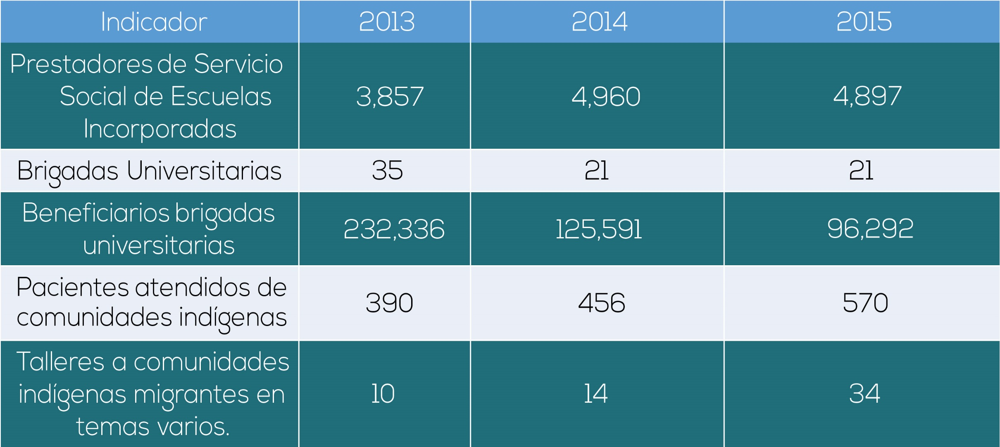 Indicador 2013 2014 2015
Prestadores de Servicio
Social de Escuelas 3,857 4,960 4,897
Incorporadas
Brigadas Universitarias 35 21 21
Beneficiarios brigadas
universitarias 232,336 125,591 96,292
Pacientes atendidos de
comunidades indígenas 390 456 570
Talleres a comunidades
indígenas migrantes en 10 14 34
temas varios.